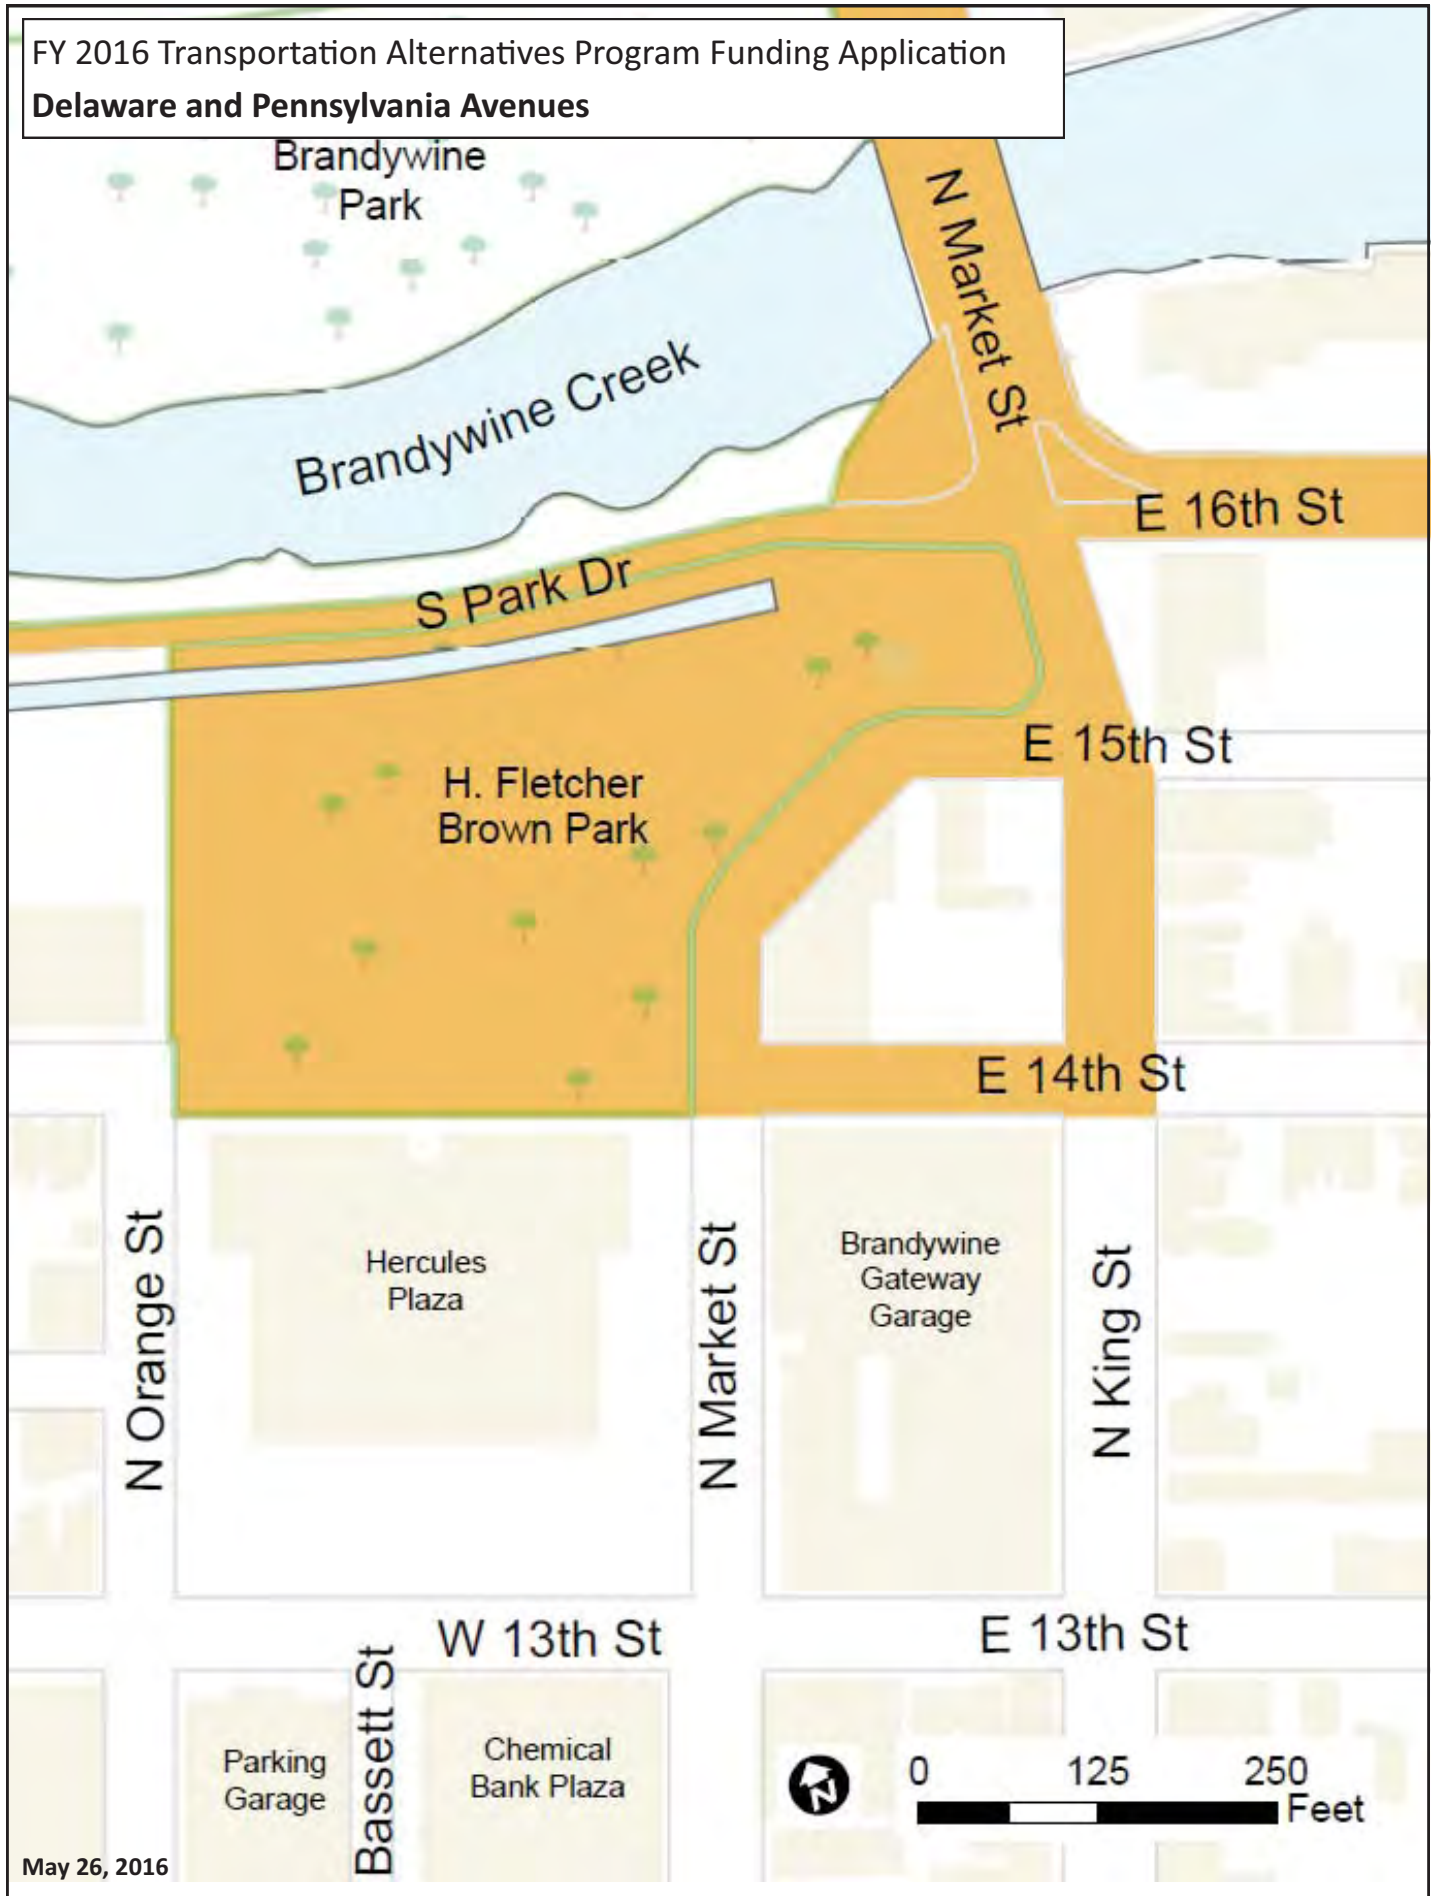 FY 2016 Transportation Alternatives Program Funding Application
Delaware and Pennsylvania Avenues
Brandywine
Park
N Market St
Brandywine Creek
E 16th St
S Park Dr
E 15th St
H. Fletcher
Brown Park
E 14th St
N Orange St
Hercules
Plaza
N Market St
Brandywine
Gateway
Garage
N King St
W 13th St
E 13th St
Bassett St
Parking
Garage
Chemical
Bank Plaza
N
0 125 250
Feet
May 26, 2016